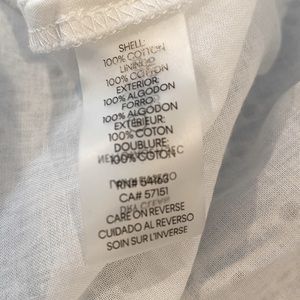 SHELL:
100% COTTON
LINING:
100% COTTON
EXTERIOR:
100% ALGODON
FORRO:
100% ALGODON
EXTÉRIEUR:
100% COTON
DOUBLURE:
100% COTON
RN# 54163
CA# 57151
CARE ON REVERSE
CUIDADO AL REVERSO
SOIN SUR L'INVERSE